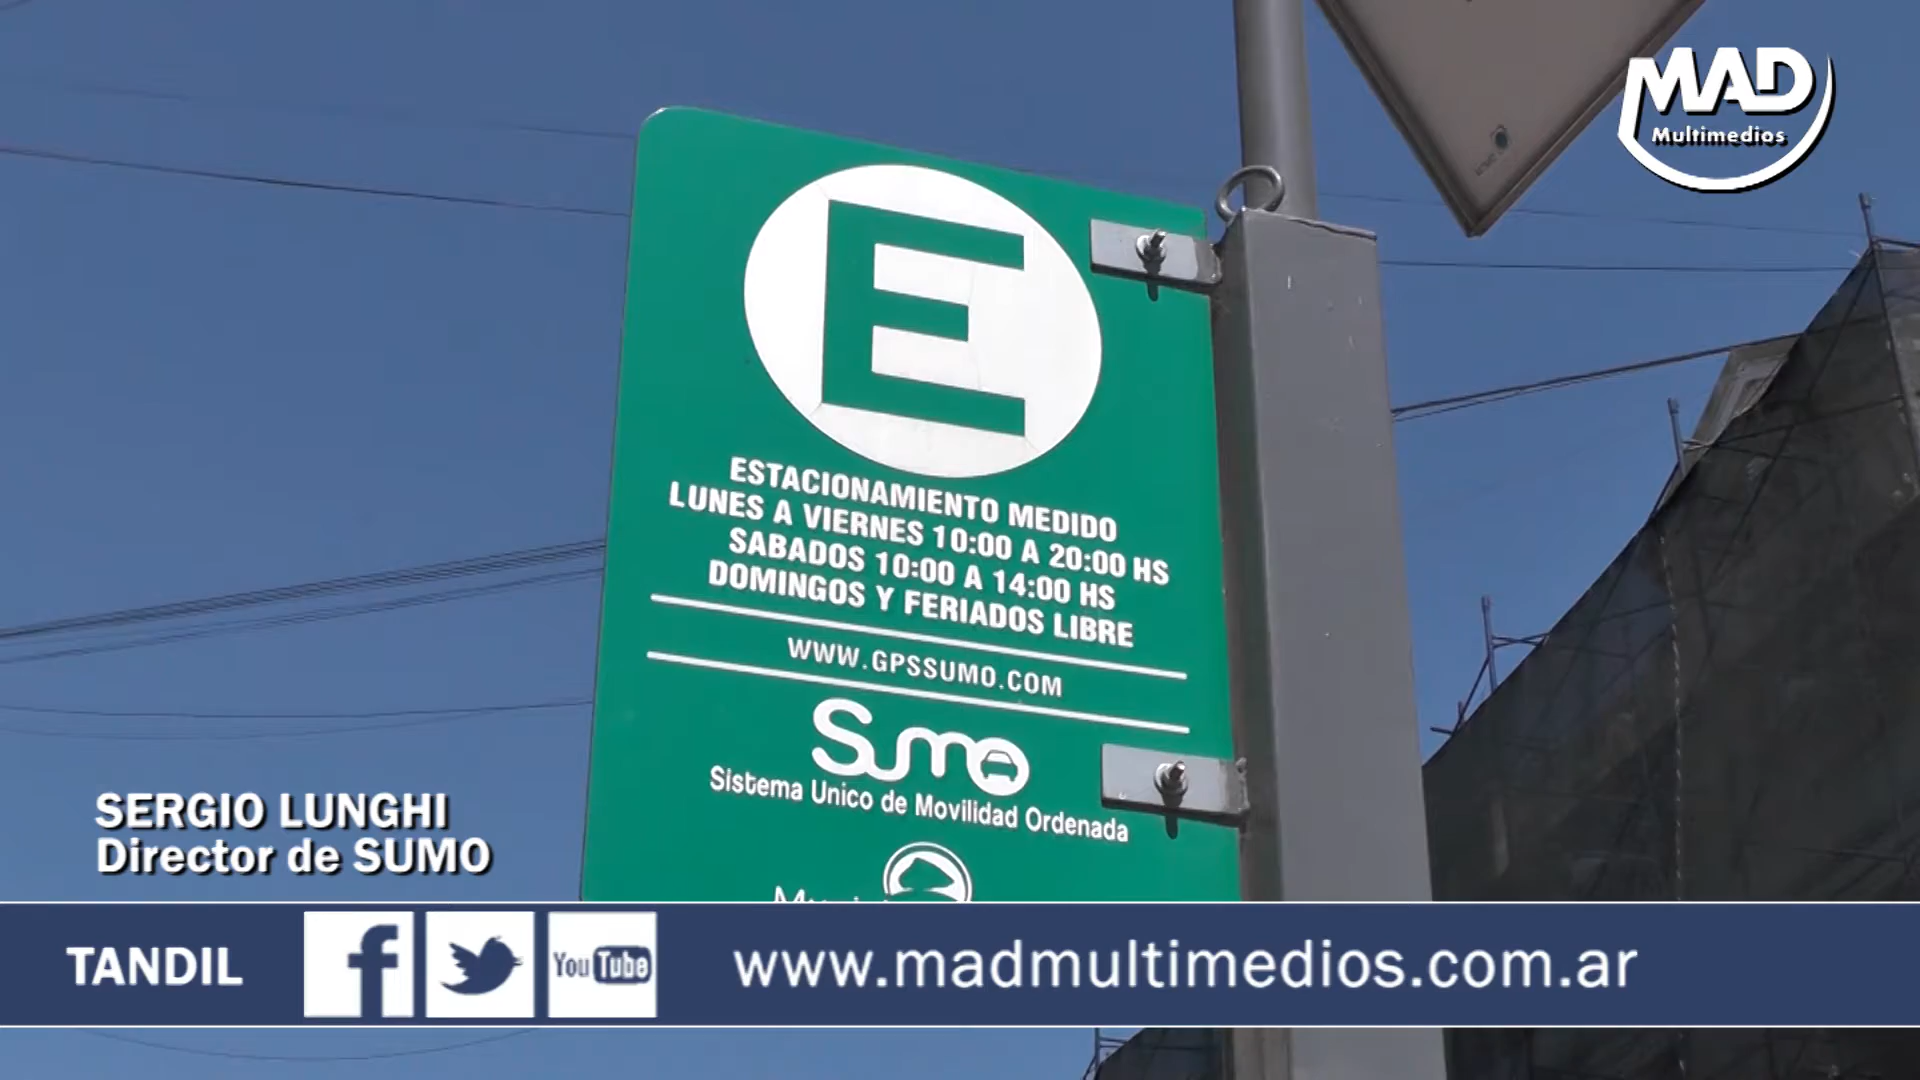 MAD
Multimedios
E
ESTACIONAMIENTO MEDIDO
LUNES A VIERNES 10:00 A 20:00 HS
SABADOS 10:00 A 14:00 HS
DOMINGOS Y FERIADOS LIBRE
WWW.GPSSUMO.COM
Sumo
Sistema Unico de Movilidad Ordenada
SERGIO LUNGHI
Director de SUMO
TANDIL
f
You Tube
www.madmultimedios.com.ar